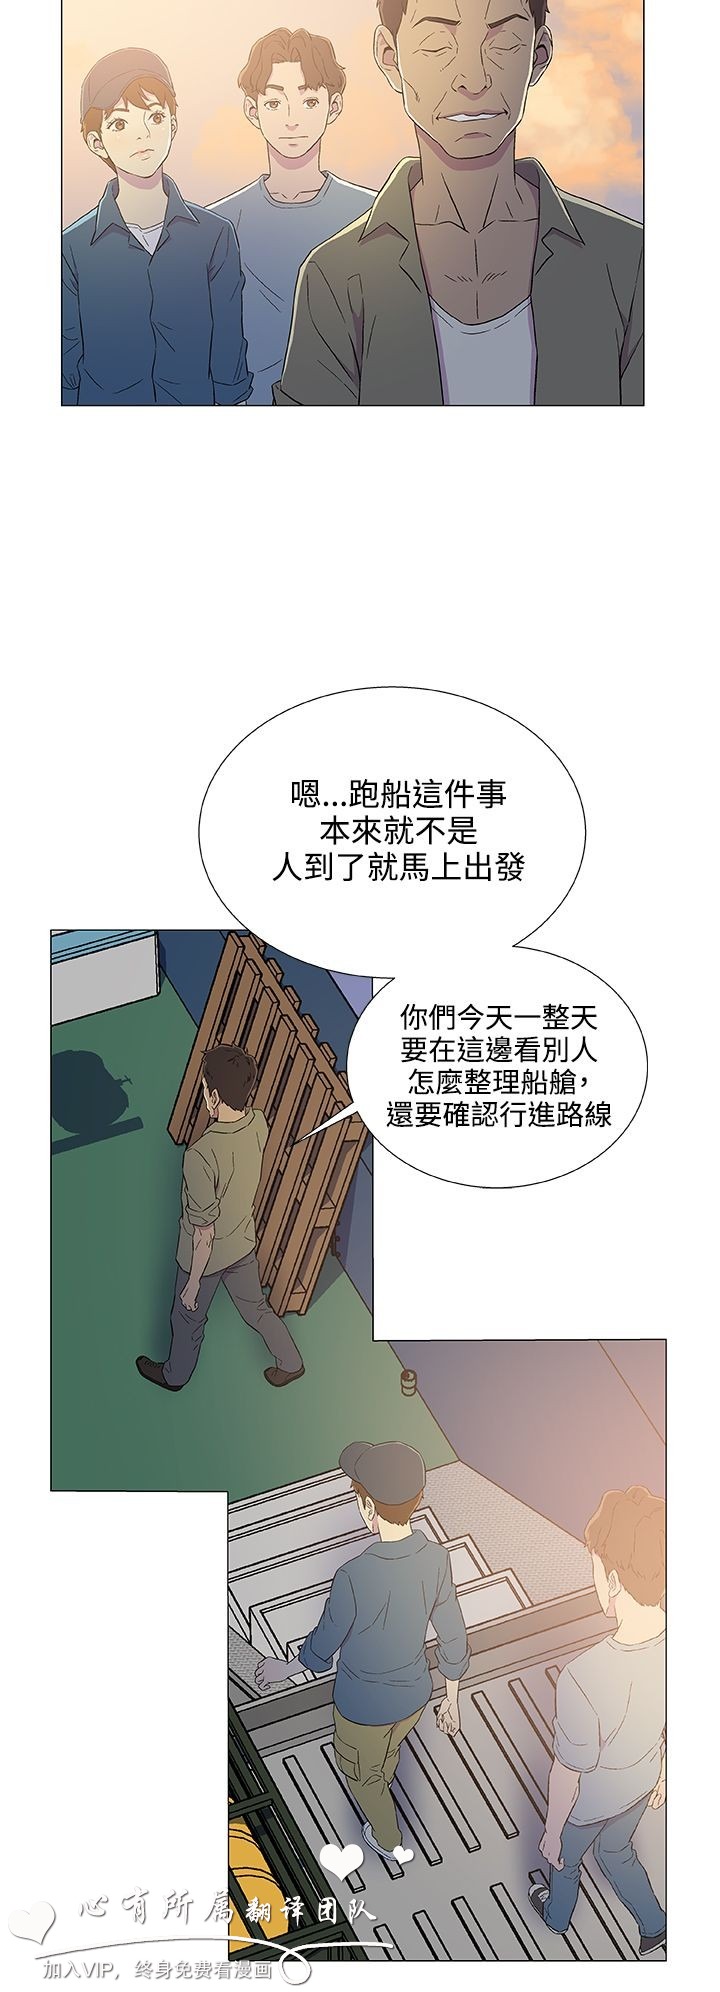 嗯…跑船這件事
本來就不是
人到了就馬上出發
你們今天一整天
要在這邊看別人
怎麼整理船艙，
還要確認行進路線
心有所属翻译团队
加入VIP，终身免费看漫画